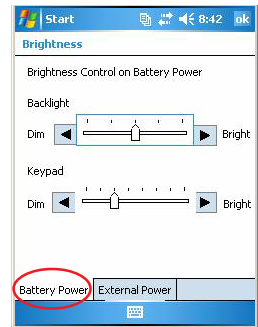 Start 8:42 ok
Brightness
Brightness Control on Battery Power
Backlight
Dim Bright
Keypad
Dim Bright
Battery Power External Power